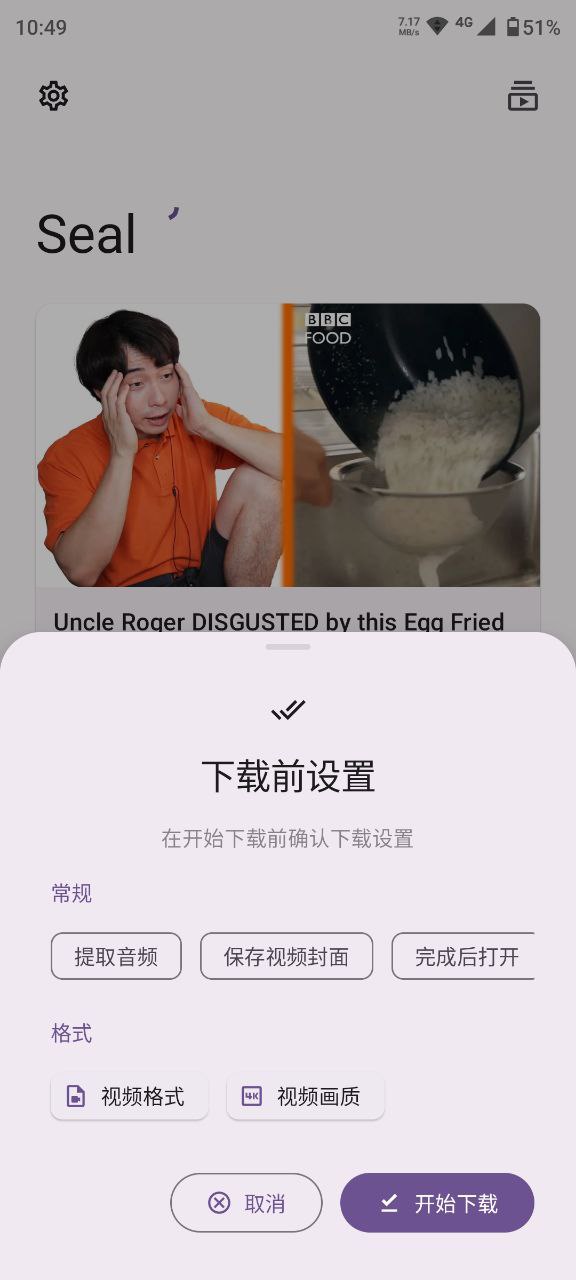 10:49
7.17
MB/s
4G
51%
Seal
BBC
FOOD
Uncle Roger DISGUSTED by this Egg Fried
下载前设置
在开始下载前确认下载设置
常规
提取音频
保存视频封面
完成后打开
格式
视频格式
4K
视频画质
取消
开始下载